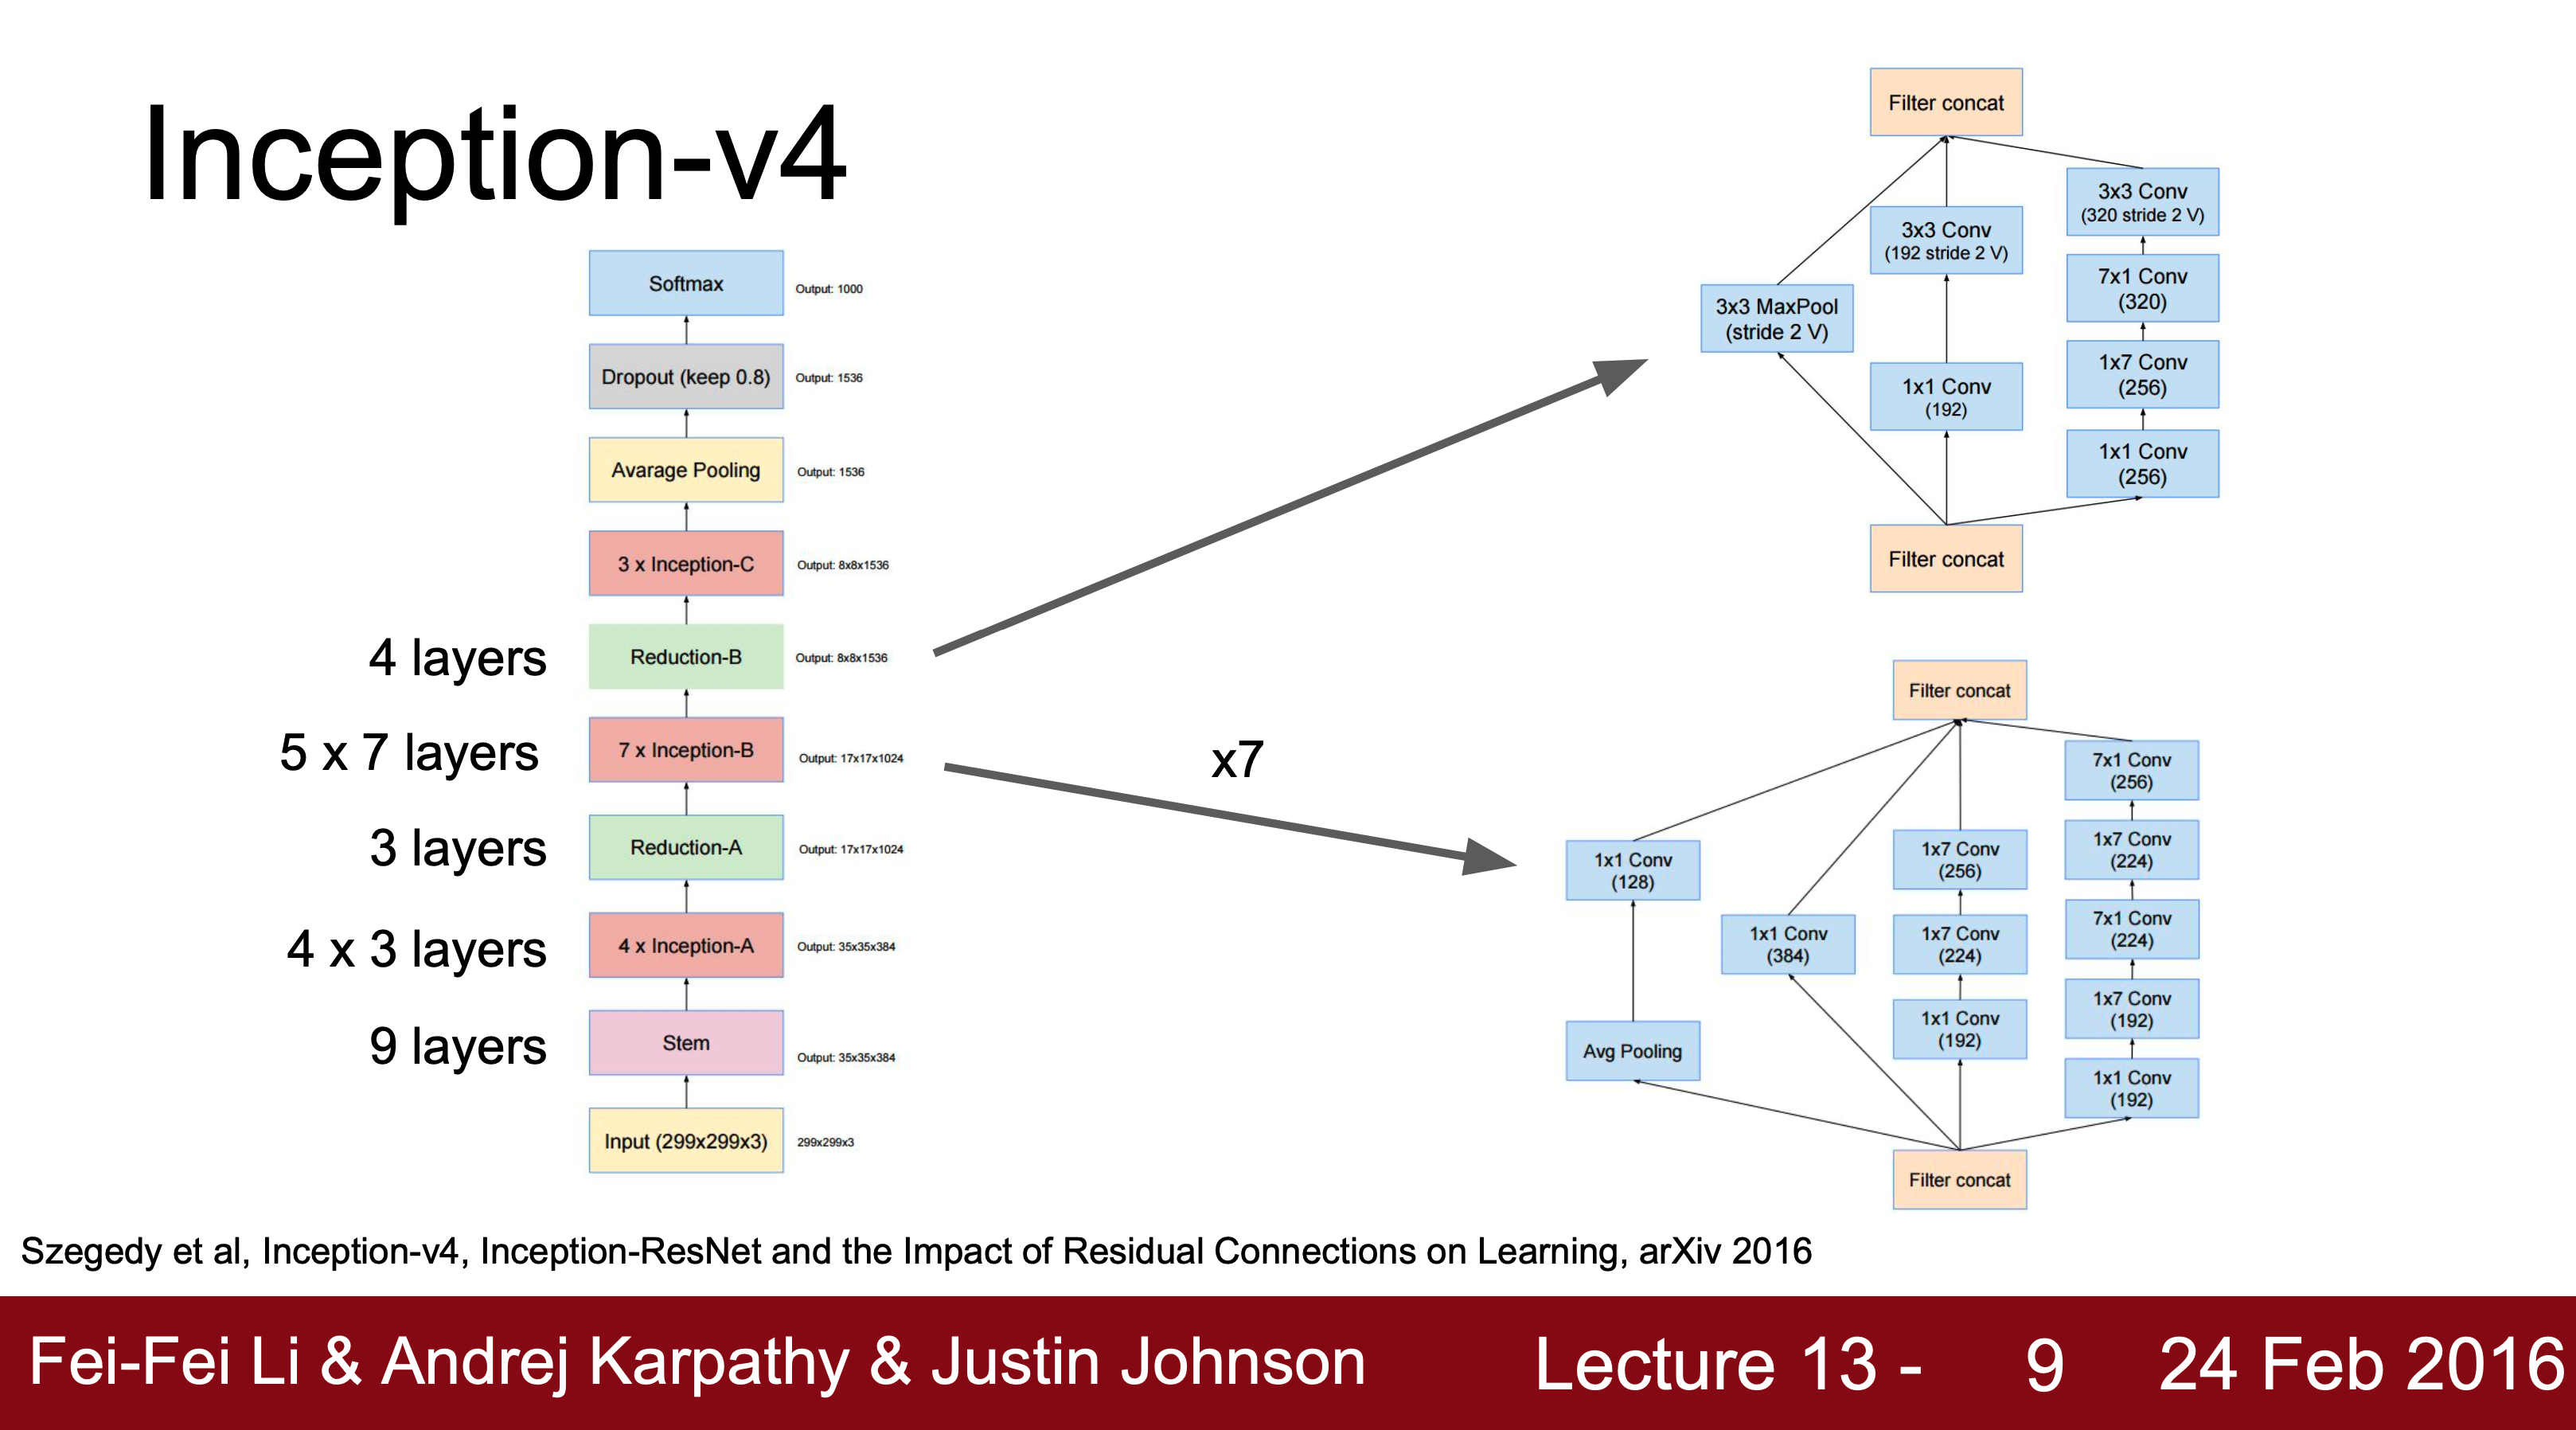 Inception-v4
Softmax
Output: 1000
Dropout (keep 0.8)
Output: 1536
Avarage Pooling
Output: 1536
3 x Inception-C
Output: 8x8x1536
4 layers
Reduction-B
Output: 8x8x1536
5 x 7 layers
7 x Inception-B
Output: 17x17x1024
3 layers
Reduction-A
Output: 17x17x1024
4 x 3 layers
4 x Inception-A
Output: 35x35x384
9 layers
Stem
Output: 35x35x384
Input (299x299x3)
299x299x3
Filter concat
3x3 MaxPool
(stride 2 V)
3x3 Conv
(192 stride 2 V)
1x1 Conv
(192)
3x3 Conv
(320 stride 2 V)
7x1 Conv
(320)
1x7 Conv
(256)
1x1 Conv
(256)
Filter concat
x7
Filter concat
1x1 Conv
(128)
Avg Pooling
1x1 Conv
(384)
1x7 Conv
(256)
1x7 Conv
(224)
1x1 Conv
(192)
7x1 Conv
(256)
1x7 Conv
(224)
7x1 Conv
(224)
1x7 Conv
(192)
1x1 Conv
(192)
Filter concat
Szegedy et al, Inception-v4, Inception-ResNet and the Impact of Residual Connections on Learning, arXiv 2016
Fei-Fei Li & Andrej Karpathy & Justin Johnson
Lecture 13 - 9
24 Feb 2016